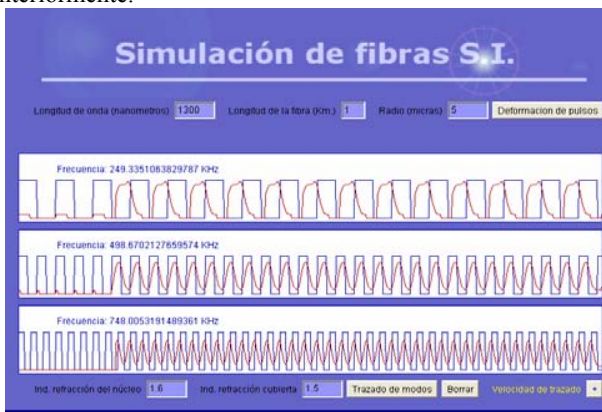 nteriormente.
Simulación de fibras S.I.
Longitud de onda (nanometros) 1300 Longitud de la fibra (Km.) 1 Radio (micras) 5 Deformacion de pulsos
Frecuencia: 249.3351063829787 KHz
Frecuencia: 498.6702127659574 KHz
Frecuencia: 748.0053191489361 KHz
Ind. refracción del núcleo 1.6 Ind. refracción cubierta 1.5 Trazado de modos Borrar Velocidad de trazado +